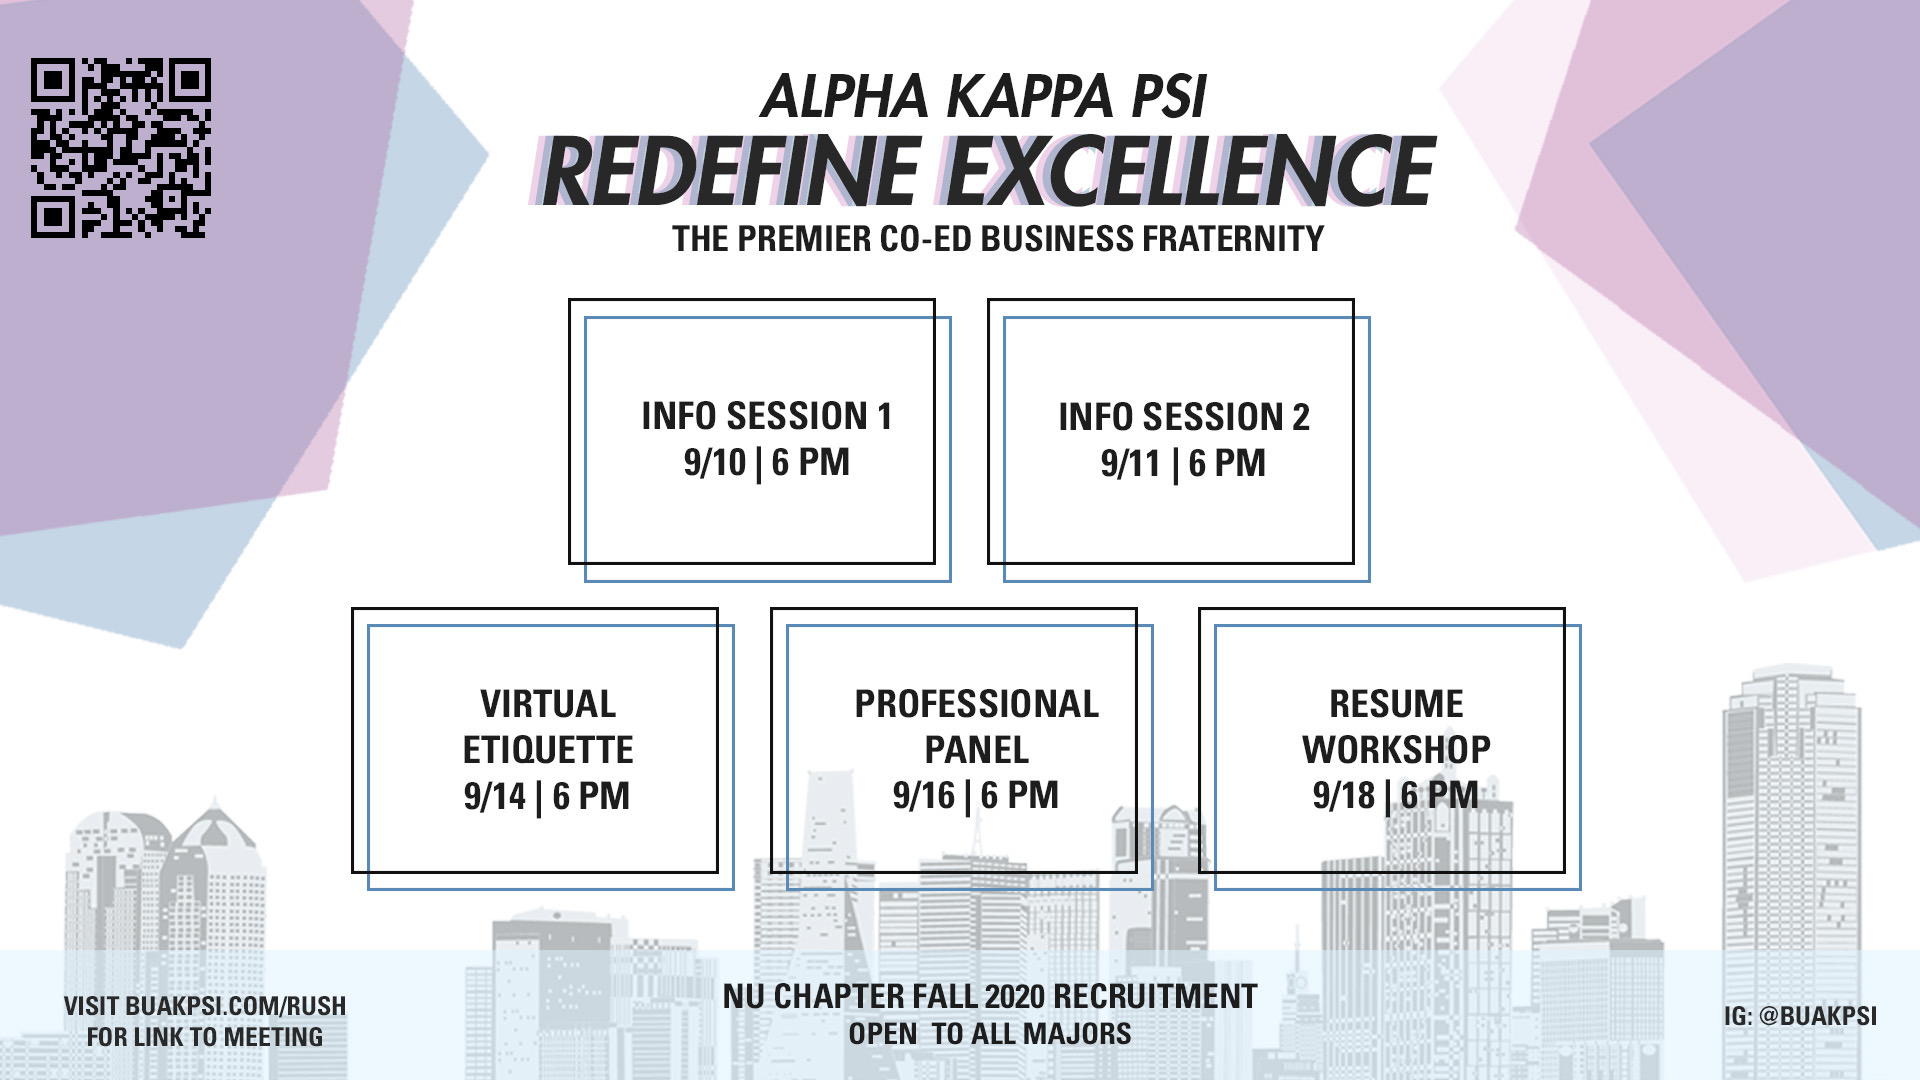 ALPHA KAPPA PSI
REDEFINE EXCELLENCE
THE PREMIER CO-ED BUSINESS FRATERNITY
INFO SESSION 1
9/10 | 6 PM
INFO SESSION 2
9/11 | 6 PM
VIRTUAL
ETIQUETTE
9/14 | 6 PM
PROFESSIONAL
PANEL
9/16 | 6 PM
RESUME
WORKSHOP
9/18 | 6 PM
VISIT BUAKPSI.COM/RUSH
FOR LINK TO MEETING
NU CHAPTER FALL 2020 RECRUITMENT
OPEN TO ALL MAJORS
IG: @BUAKPSI